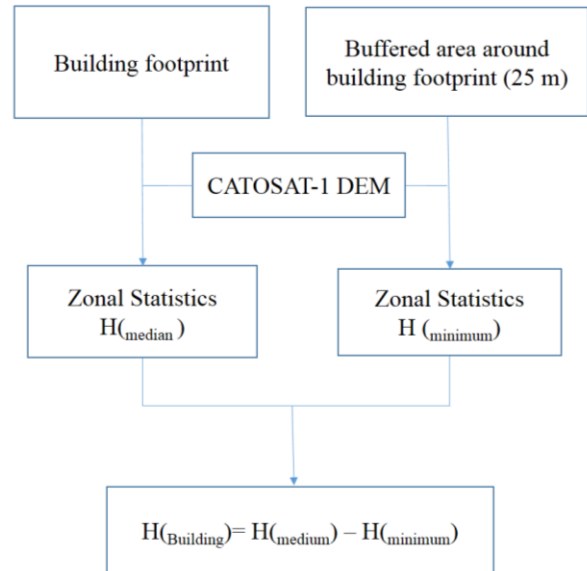 Building footprint
Buffered area around
building footprint (25 m)
CATOSAT-1 DEM
Zonal Statistics
H(median )
Zonal Statistics
H (minimum)
H(Building)= H(medium) – H(minimum)